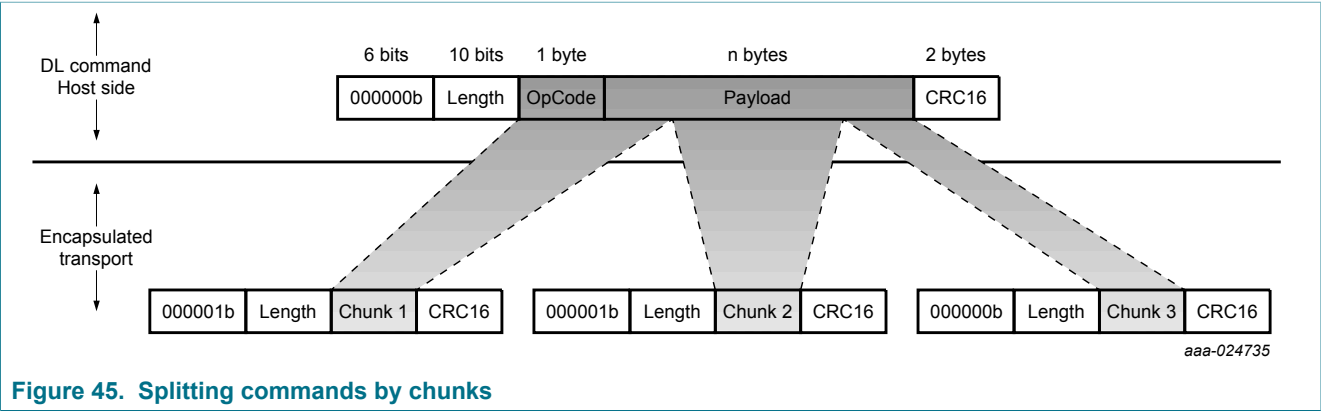 DL command
Host side
6 bits 10 bits 1 byte n bytes 2 bytes
000000b Length OpCode Payload CRC16
Encapsulated
transport
000001b Length Chunk 1 CRC16 000001b Length Chunk 2 CRC16 000000b Length Chunk 3 CRC16
aaa-024735
Figure 45. Splitting commands by chunks